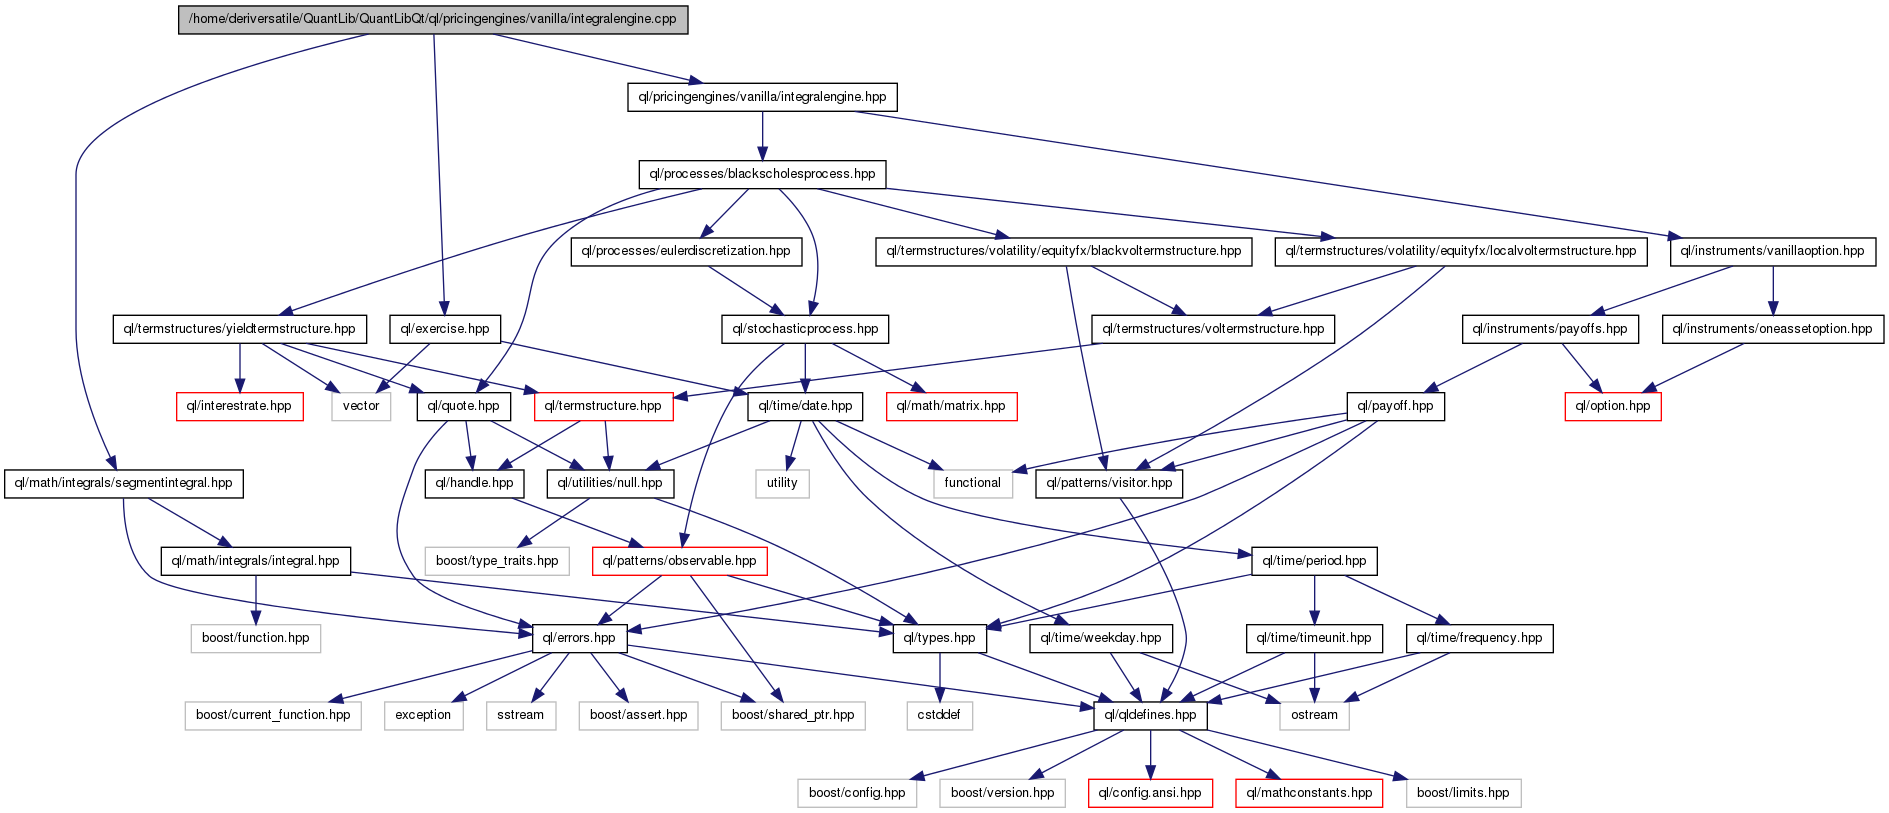 /home/deriversatile/QuantLib/QuantLibQt/ql/pricingengines/vanilla/integralengine.cpp
ql/pricingengines/vanilla/integralengine.hpp
ql/processes/blackscholesprocess.hpp
ql/processes/eulerdiscretization.hpp
ql/termstructures/volatility/equityfx/blackvoltermstructure.hpp
ql/termstructures/volatility/equityfx/localvoltermstructure.hpp
ql/instruments/vanillaoption.hpp
ql/termstructures/yieldtermstructure.hpp
ql/exercise.hpp
ql/stochasticprocess.hpp
ql/termstructures/voltermstructure.hpp
ql/instruments/payoffs.hpp
ql/instruments/oneassetoption.hpp
ql/interestrate.hpp
vector
ql/quote.hpp
ql/termstructure.hpp
ql/time/date.hpp
ql/math/matrix.hpp
ql/payoff.hpp
ql/option.hpp
ql/math/integrals/segmentintegral.hpp
ql/handle.hpp
ql/utilities/null.hpp
utility
functional
ql/patterns/visitor.hpp
ql/math/integrals/integral.hpp
boost/type_traits.hpp
ql/patterns/observable.hpp
ql/time/period.hpp
boost/function.hpp
ql/errors.hpp
ql/types.hpp
ql/time/weekday.hpp
ql/time/timeunit.hpp
ql/time/frequency.hpp
boost/current_function.hpp
exception
sstream
boost/assert.hpp
boost/shared_ptr.hpp
cstddef
ql/qldefines.hpp
ostream
boost/config.hpp
boost/version.hpp
ql/config.ansi.hpp
ql/mathconstants.hpp
boost/limits.hpp